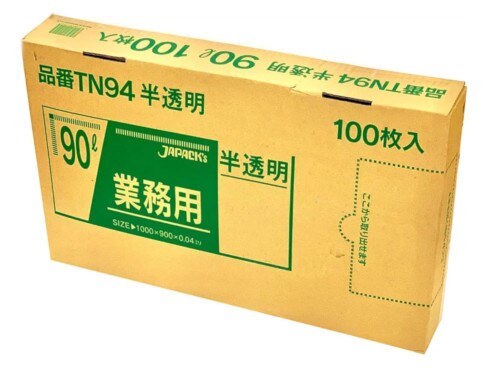 品番TN94 半透明 90ℓ 100枚入
品番TN94 半透明
100枚入
90ℓ
JAPACK's
半透明
業務用
SIZE▶1000×900×0.04
ここから取り出せます